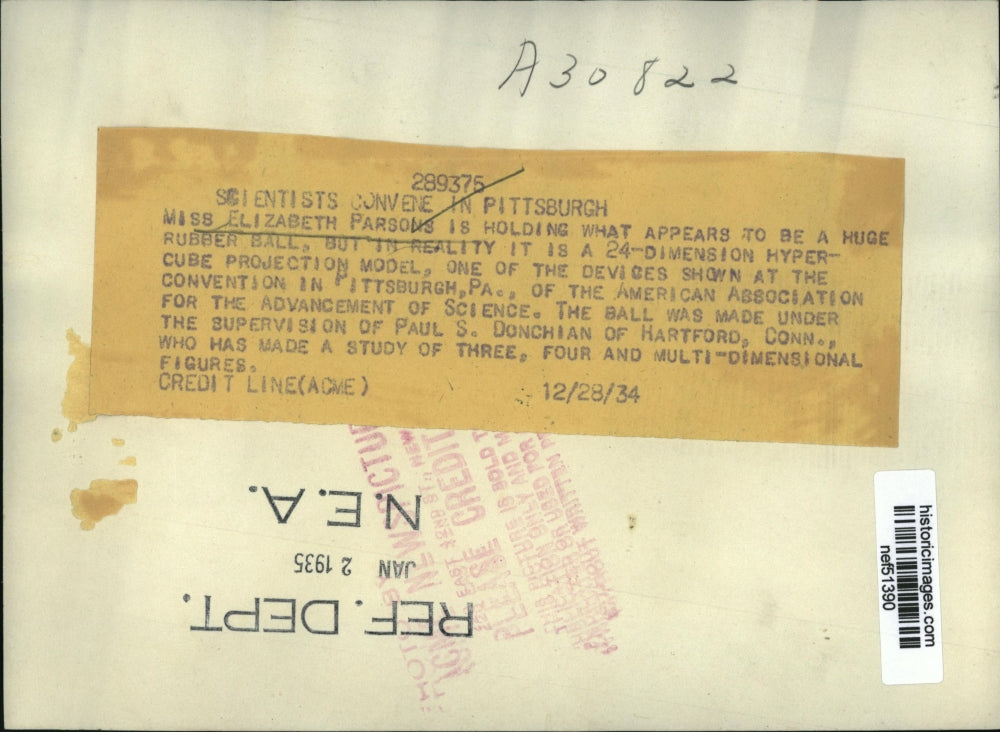 A30822
289375
SCIENTISTS CONVENE IN PITTSBURGH
MISS ELIZABETH PARSONS IS HOLDING WHAT APPEARS TO BE A HUGE
RUBBER BALL, BUT IN REALITY IT IS A 24-DIMENSION HYPER-
CUBE PROJECTION MODEL, ONE OF THE DEVICES SHOWN AT THE
CONVENTION IN PITTSBURGH, PA., OF THE AMERICAN ASSOCIATION
FOR THE ADVANCEMENT OF SCIENCE. THE BALL WAS MADE UNDER
THE SUPERVISION OF PAUL S. DONCHIAN OF HARTFORD, CONN.,
WHO HAS MADE A STUDY OF THREE, FOUR AND MULTI-DIMENSIONAL
FIGURES.
CREDIT LINE(ACME) 12/28/34
REF. DEPT.
JAN 2 1935
N.E.A.
PLEASE CREDIT
historicimages.com
nef51390